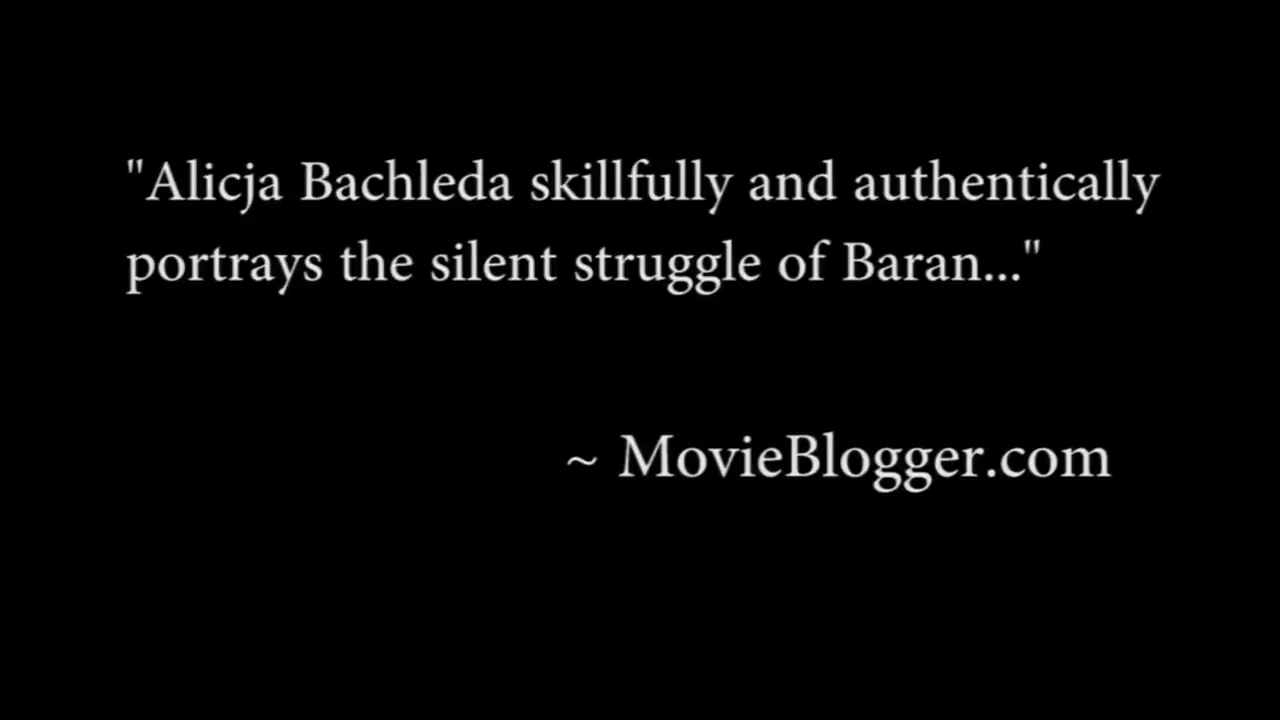 "Alicja Bachleda skillfully and authentically
portrays the silent struggle of Baran..."
~ MovieBlogger.com